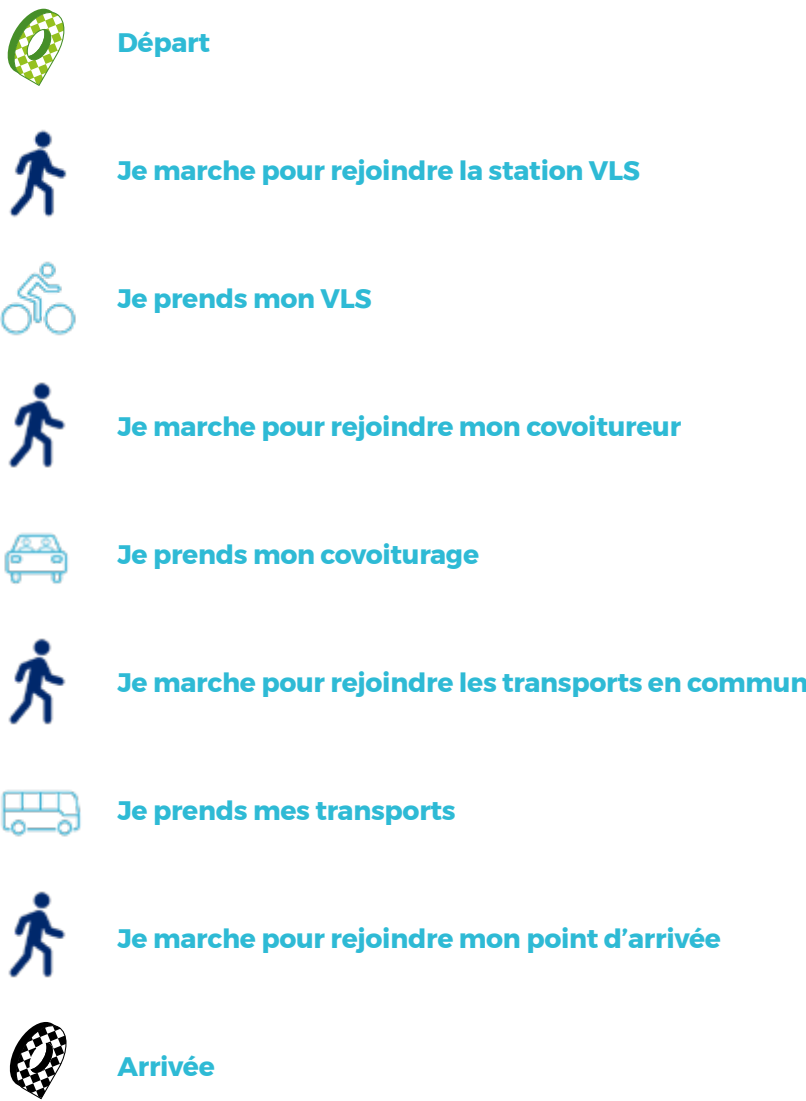 Départ
Je marche pour rejoindre la station VLS
Je prends mon VLS
Je marche pour rejoindre mon covoitureur
Je prends mon covoiturage
Je marche pour rejoindre les transports en commun
Je prends mes transports
Je marche pour rejoindre mon point d’arrivée
Arrivée